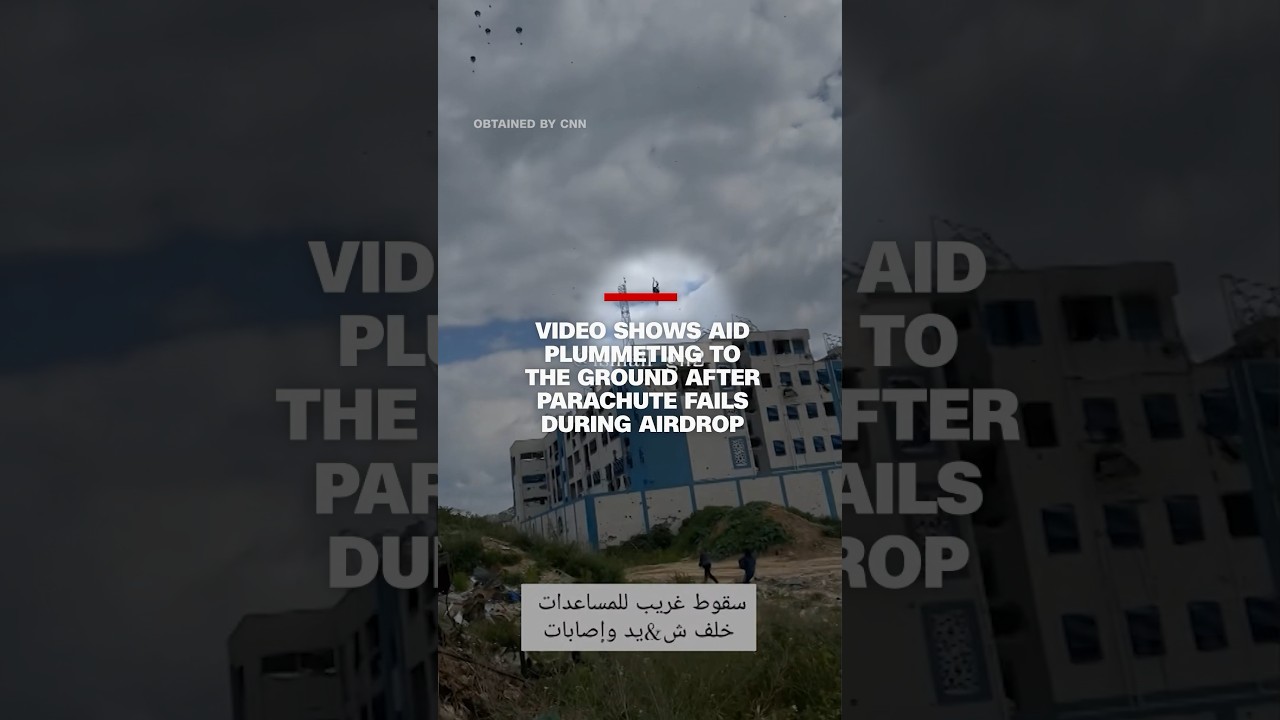 OBTAINED BY CNN
VIDEO SHOWS AID
PLUMMETING TO
THE GROUND AFTER
PARACHUTE FAILS
DURING AIRDROP
سقوط غريب للمساعدات
خلف ش&يد وإصابات